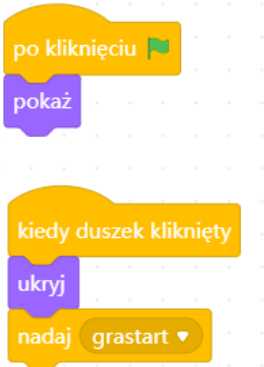 po kliknięciu
pokaż
kiedy duszek kliknięty
ukryj
nadaj grastart